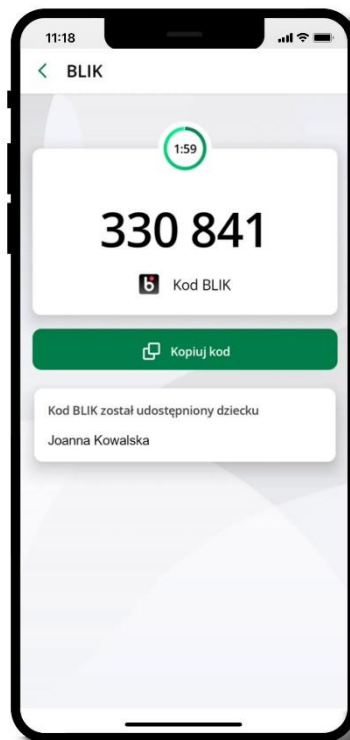 11:18
BLIK
1:59
330 841
Kod BLIK
Kopiuj kod
Kod BLIK został udostępniony dziecku
Joanna Kowalska